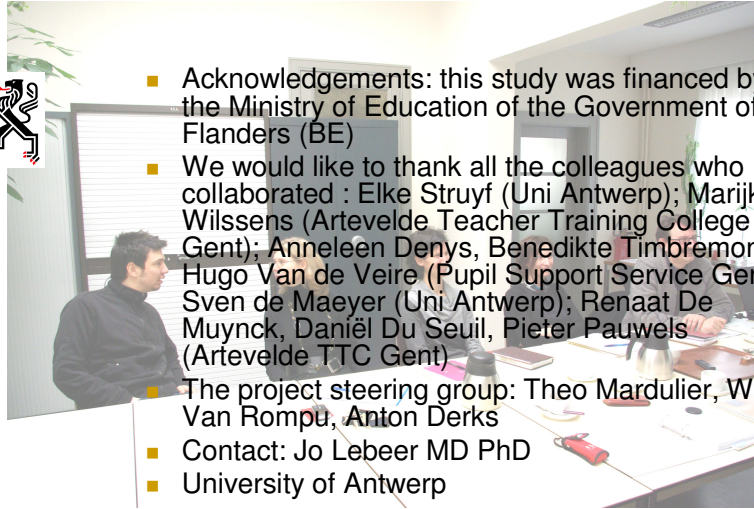 Acknowledgements: this study was financed by
the Ministry of Education of the Government of
Flanders (BE)
We would like to thank all the colleagues who
collaborated : Elke Struyf (Uni Antwerp); Marijk
Wilssens (Artevelde Teacher Training College
Gent); Anneleen Denys, Benedikte Timbremon
Hugo Van de Veire (Pupil Support Service Gen
Sven de Maeyer (Uni Antwerp); Renaat De
Muynck, Daniël Du Seuil, Pieter Pauwels
(Artevelde TTC Gent)
The project steering group: Theo Mardulier, W
Van Rompu, Anton Derks
Contact: Jo Lebeer MD PhD
University of Antwerp